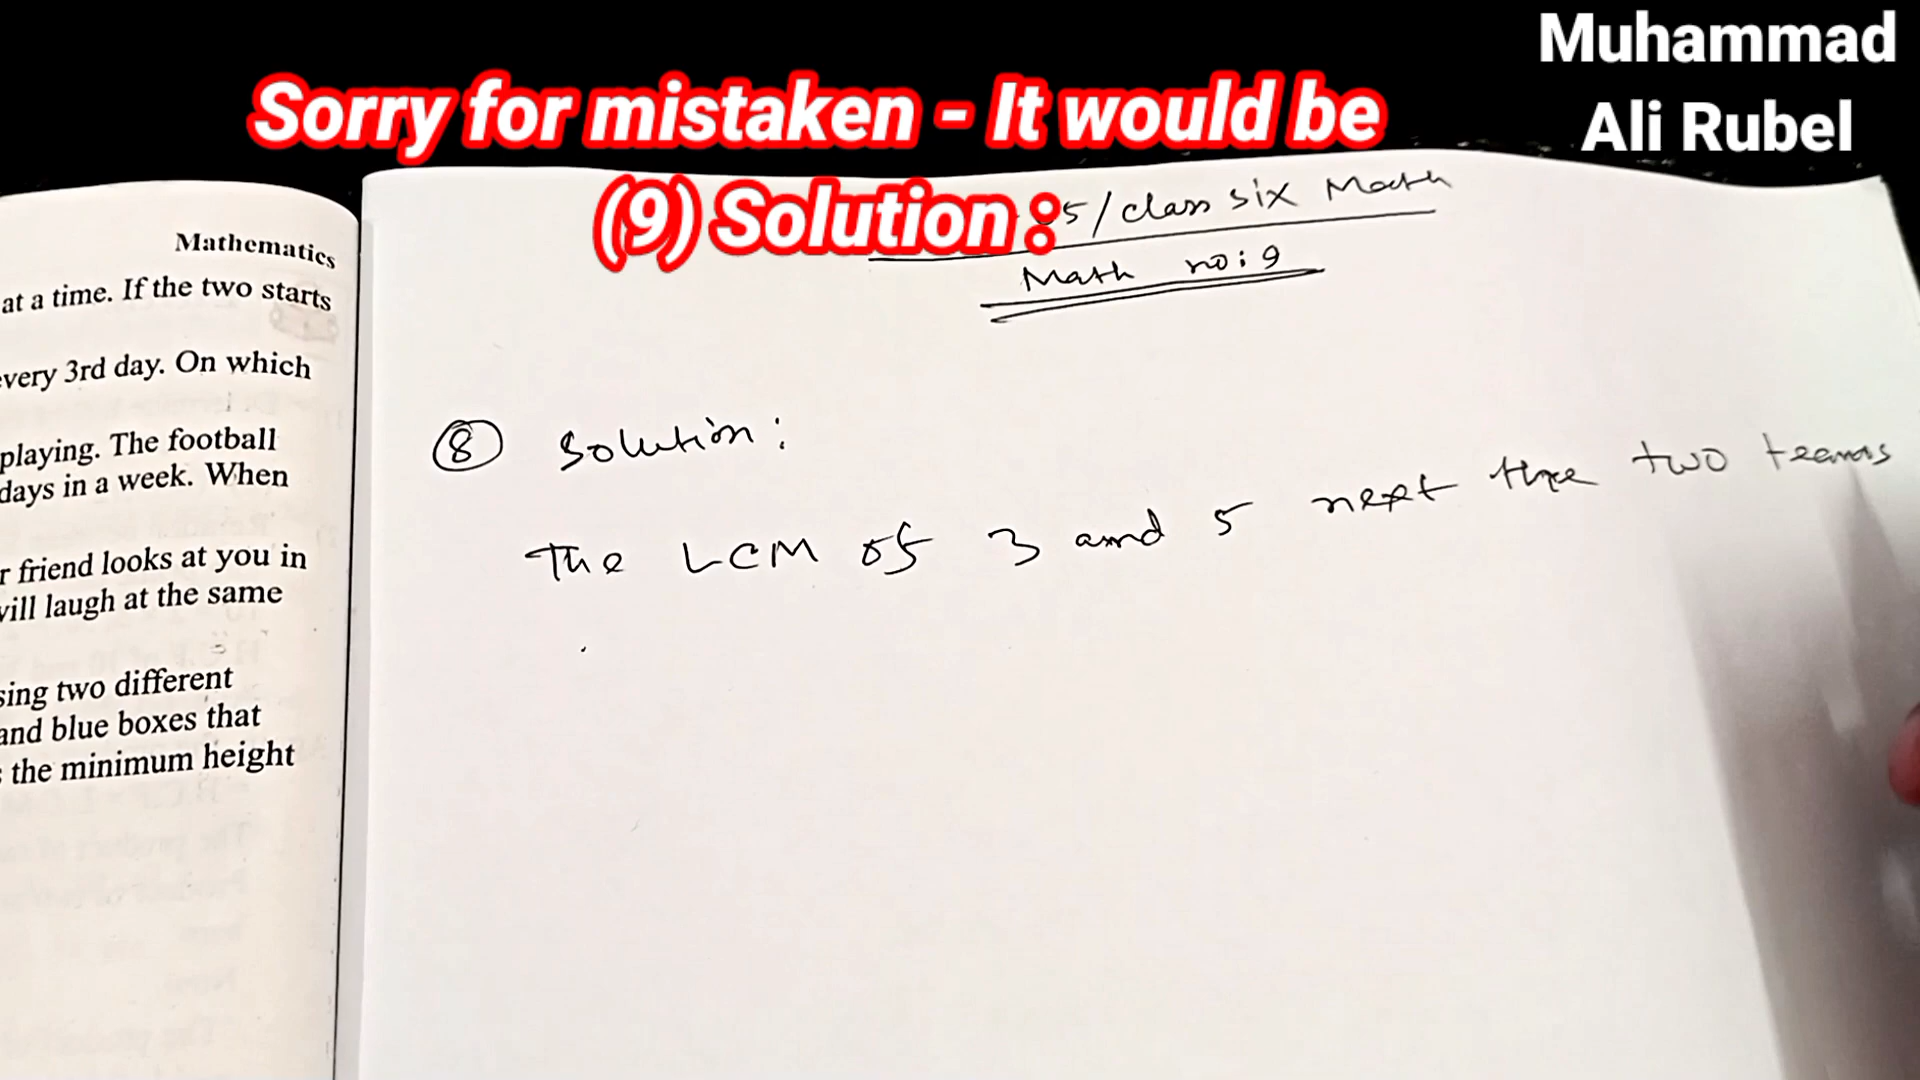 Muhammad
Ali Rubel
Sorry for mistaken - It would be
(9) Solution :
5/class six Math
Math no: 9
Mathematics
at a time. If the two starts
every 3rd day. On which
playing. The football
days in a week. When
r friend looks at you in
will laugh at the same
sing two different
and blue boxes that
the minimum height
8 Solution:
The LCM of 3 and 5 next the two teams